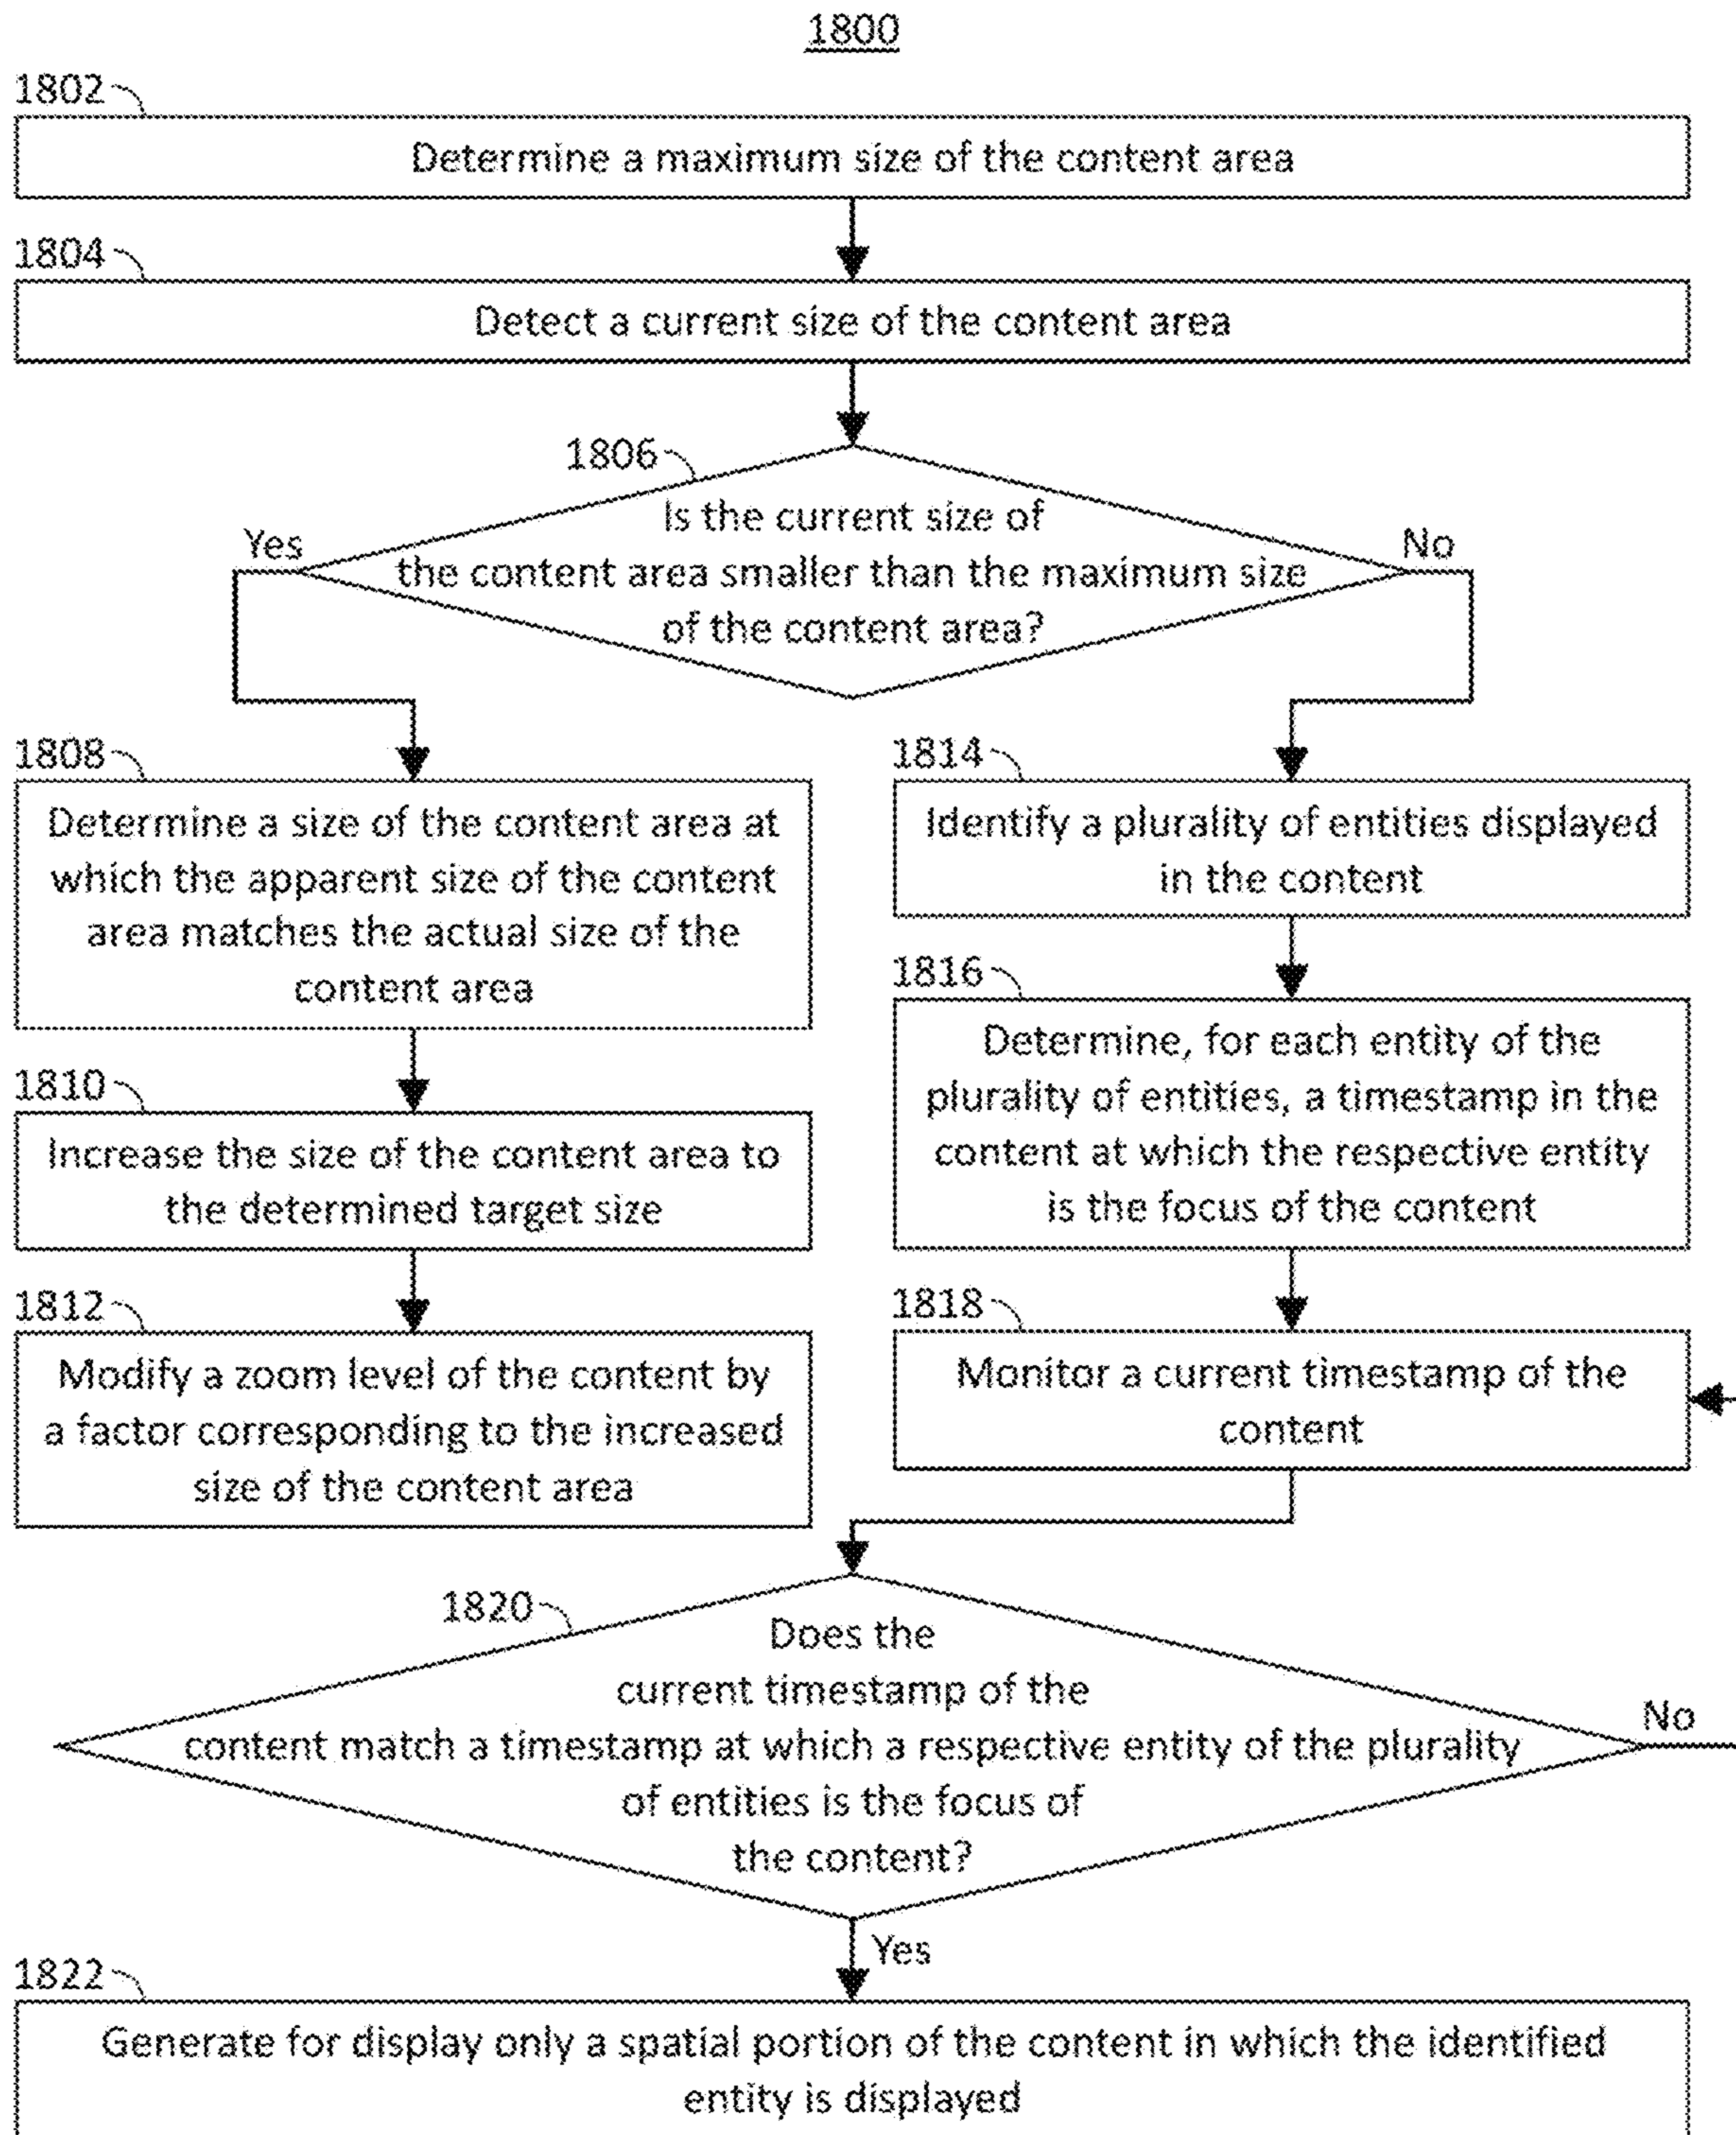 1800
1802
Determine a maximum size of the content area
1804
Detect a current size of the content area
1806
Is the current size of
the content area smaller than the maximum size
of the content area?
Yes
No
1808
Determine a size of the content area at
which the apparent size of the content
area matches the actual size of the
content area
1810
Increase the size of the content area to
the determined target size
1812
Modify a zoom level of the content by
a factor corresponding to the increased
size of the content area
1814
Identify a plurality of entities displayed
in the content
1816
Determine, for each entity of the
plurality of entities, a timestamp in the
content at which the respective entity
is the focus of the content
1818
Monitor a current timestamp of the
content
1820
Does the
current timestamp of the
content match a timestamp at which a respective entity of the plurality
of entities is the focus of
the content?
No
Yes
1822
Generate for display only a spatial portion of the content in which the identified
entity is displayed